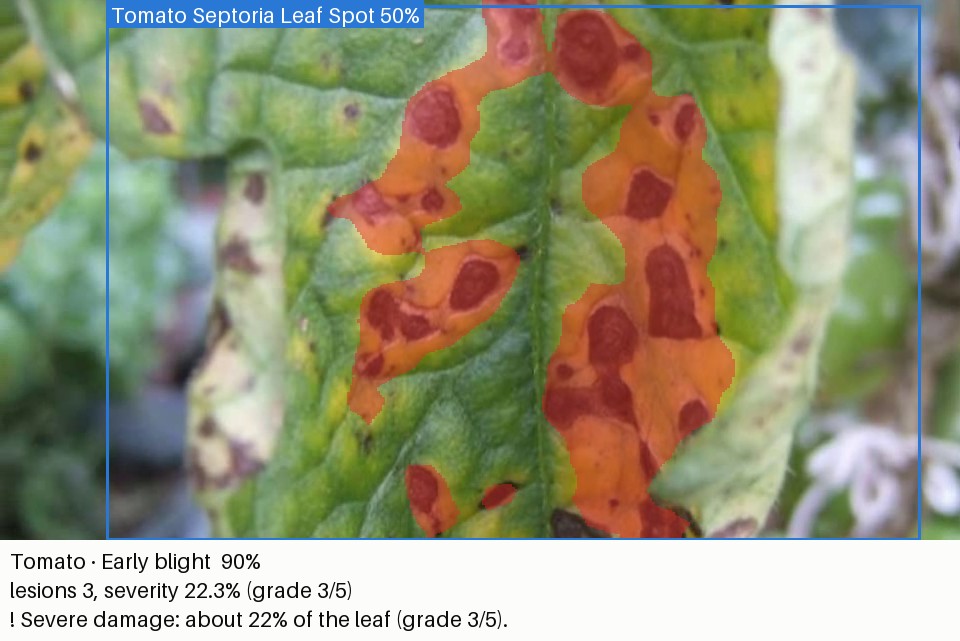 Tomato Septoria Leaf Spot 50%
Tomato · Early blight 90%
lesions 3, severity 22.3% (grade 3/5)
! Severe damage: about 22% of the leaf (grade 3/5).